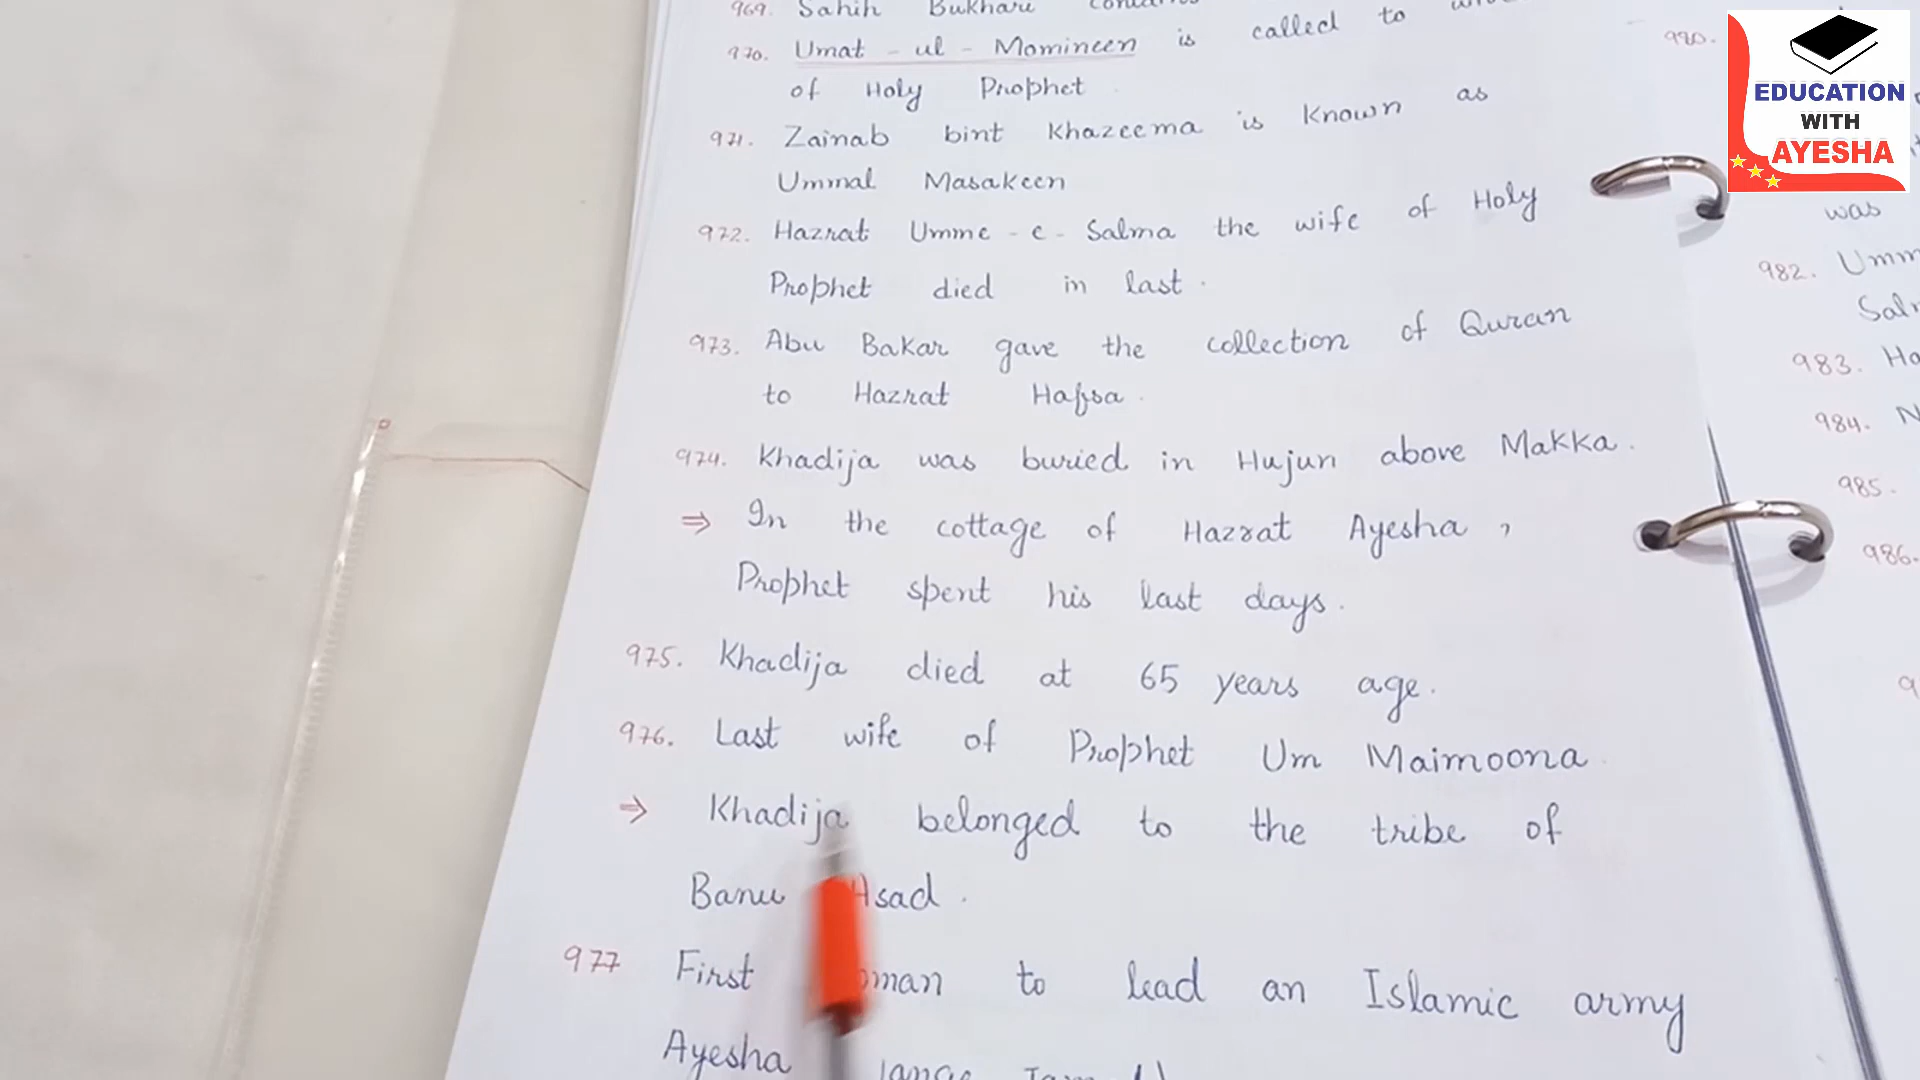 969. Sahih Bukhari
970. Umat - ul - Momineen is called to
of Holy Prophet
971. Zainab bint Khazeema is known as
Ummal Masakeen
972. Hazrat Umme - e - Salma the wife of Holy
Prophet died in last.
973. Abu Bakar gave the collection of Quran
to Hazrat Hafsa.
974. Khadija was buried in Hujun above Makka.
⇒ In the cottage of Hazrat Ayesha,
Prophet spent his last days.
975. Khadija died at 65 years age.
976. Last wife of Prophet Um Maimoona.
⇒ Khadija belonged to the tribe of
Banu Asad.
977 First to lead an Islamic army
Ayesha
980.
was
982. Umm
983.
984.
985.
986.
EDUCATION
WITH
AYESHA